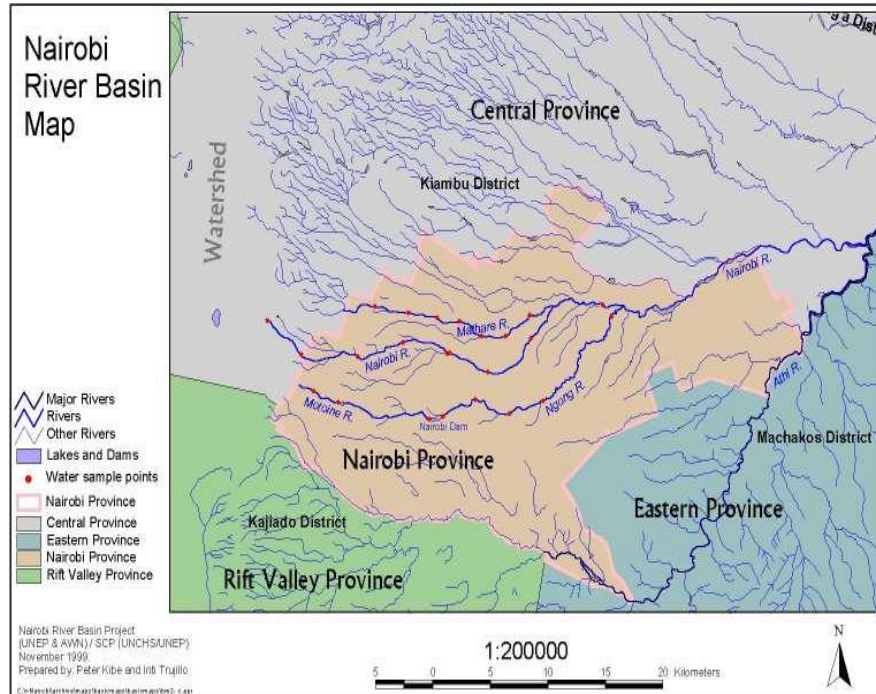 Nairobi
River Basin
Map
Central Province
Kiambu District
Watershed
Nairobi R.
Mathare R.
Nairobi R.
Athi R.
Motoine R.
Ngong R.
Nairobi Dam
Machakos District
Nairobi Province
Eastern Province
Kajiado District
Rift Valley Province
Major Rivers
Rivers
Other Rivers
Lakes and Dams
Water sample points
Nairobi Province
Central Province
Eastern Province
Nairobi Province
Rift Valley Province
Nairobi River Basin Project
(UNEP & AWN) / SCP (UNCHS/UNEP)
November 1999
Prepared by: Peter Kibe and Inti Trujillo
1:200000
5 0 5 10 15 20 Kilometers
N